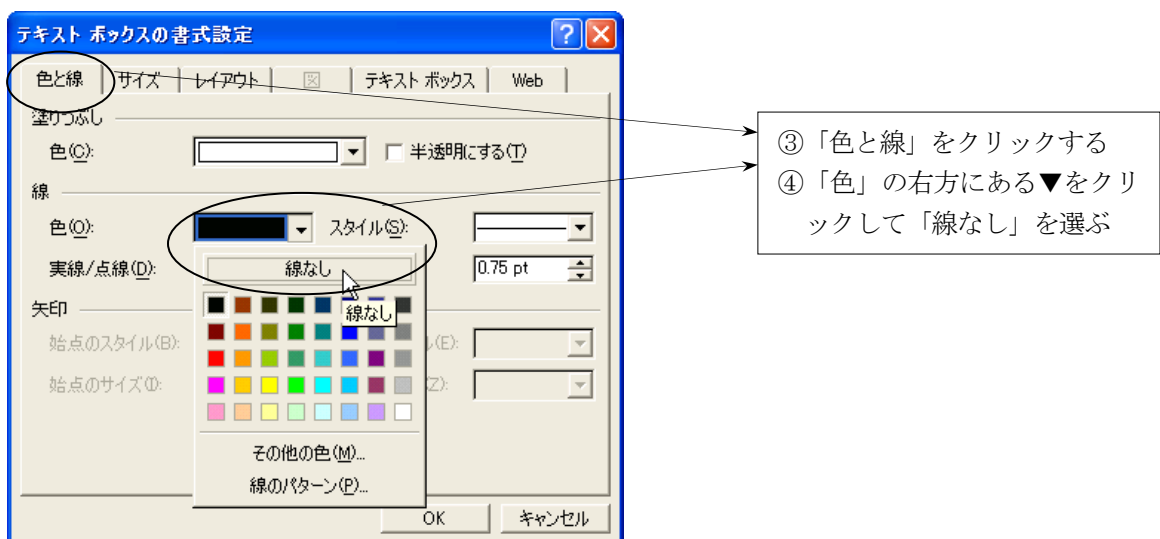 テキスト ボックスの書式設定
色と線 サイズ レイアウト 図 テキスト ボックス Web
塗りつぶし
色(C): 半透明にする(T)
線
色(O): スタイル(S):
実線/点線(D): 0.75 pt
線なし
線なし
矢印
始点のスタイル(B): ル(E):
始点のサイズ(I): (Z):
その他の色(M)...
線のパターン(P)...
OK キャンセル
③「色と線」をクリックする
④「色」の右方にある▼をクリ
ックして「線なし」を選ぶ